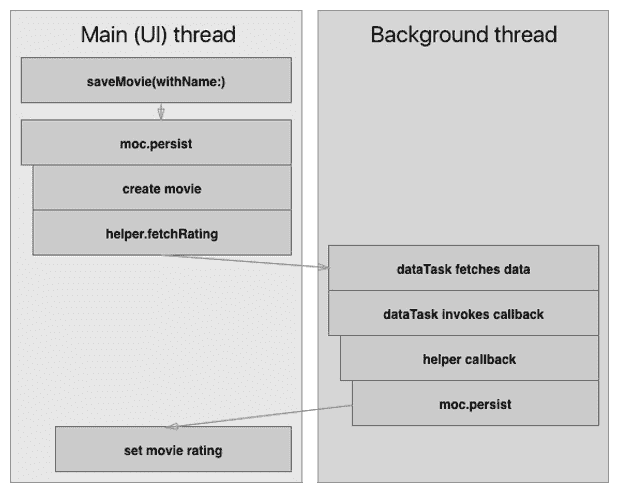 Main (UI) thread
saveMovie(withName:)
moc.persist
create movie
helper.fetchRating
set movie rating
Background thread
dataTask fetches data
dataTask invokes callback
helper callback
moc.persist